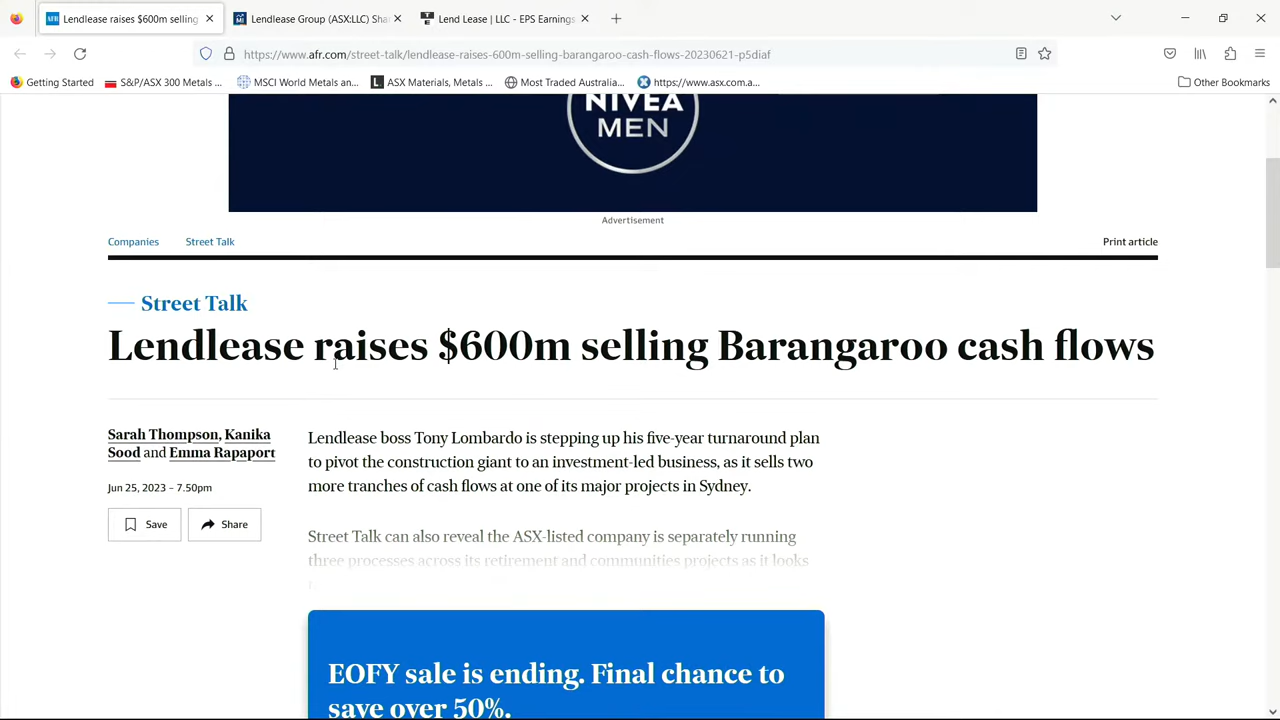 Lendlease raises $600m selling
Lendlease Group (ASX:LLC) Sha
Lend Lease | LLC - EPS Earnings
https://www.afr.com/street-talk/lendlease-raises-600m-selling-barangaroo-cash-flows-20230621-p5diaf
Getting Started
S&P/ASX 300 Metals ...
MSCI World Metals an...
ASX Materials, Metals ...
Most Traded Australia...
https://www.asx.com.a...
Other Bookmarks
NIVEA
MEN
Advertisement
Companies
Street Talk
Print article
Street Talk
Lendlease raises $600m selling Barangaroo cash flows
Sarah Thompson, Kanika
Sood and Emma Rapaport
Jun 25, 2023 – 7.50pm
Save
Share
Lendlease boss Tony Lombardo is stepping up his five-year turnaround plan
to pivot the construction giant to an investment-led business, as it sells two
more tranches of cash flows at one of its major projects in Sydney.
Street Talk can also reveal the ASX-listed company is separately running
three processes across its retirement and communities projects as it looks
EOFY sale is ending. Final chance to
save over 50%.